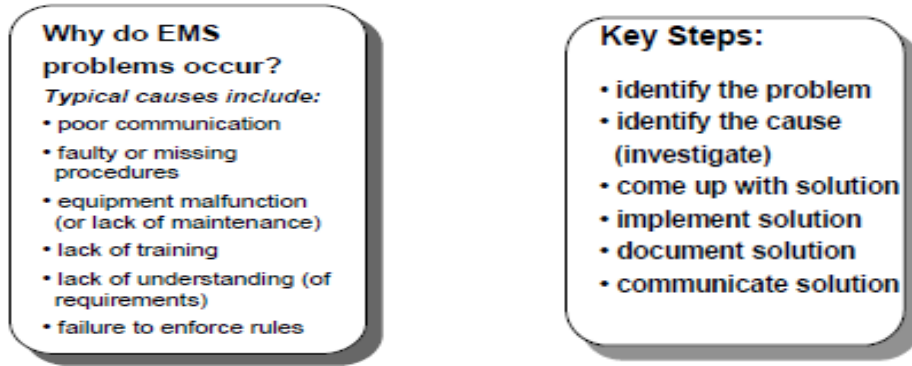 Why do EMS
problems occur?
Typical causes include:
• poor communication
• faulty or missing
procedures
• equipment malfunction
(or lack of maintenance)
• lack of training
• lack of understanding (of
requirements)
• failure to enforce rules
Key Steps:
• identify the problem
• identify the cause
(investigate)
• come up with solution
• implement solution
• document solution
• communicate solution